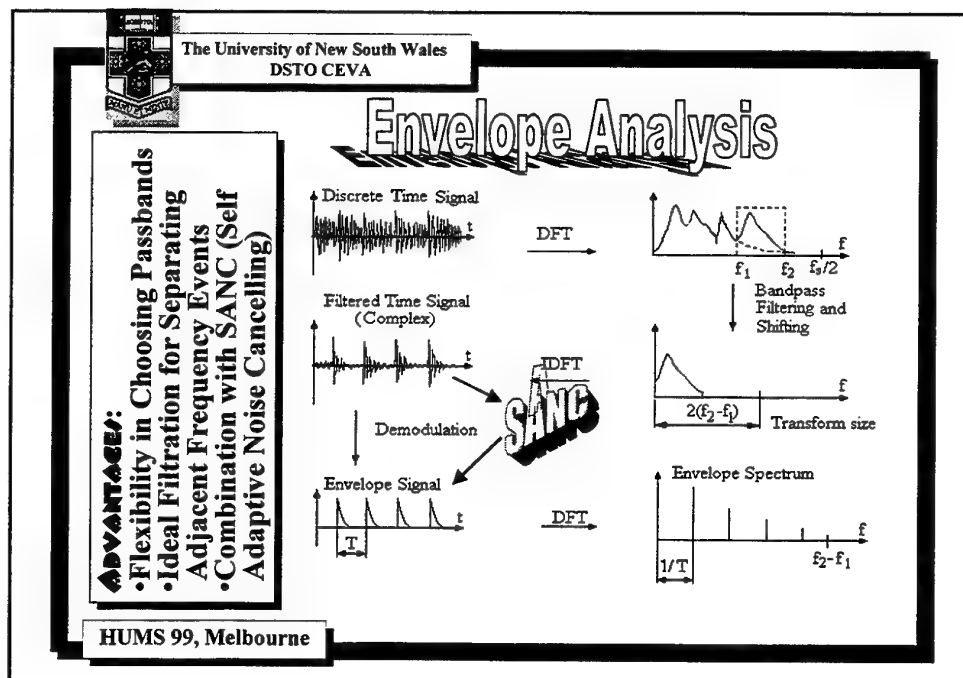 The University of New South Wales
DSTO CEVA
Envelope Analysis
ADVANTAGES:
•Flexibility in Choosing Passbands
•Ideal Filtration for Separating
Adjacent Frequency Events
•Combination with SANC (Self
Adaptive Noise Cancelling)
Discrete Time Signal
t
DFT
f
f₁ f₂ fₛ/2
Filtered Time Signal
(Complex)
t
Bandpass
Filtering and
Shifting
IDFT
SANC
f
2(f₂-f₁)
Transform size
Demodulation
Envelope Signal
t
T
DFT
Envelope Spectrum
f
f₂-f₁
1/T
HUMS 99, Melbourne